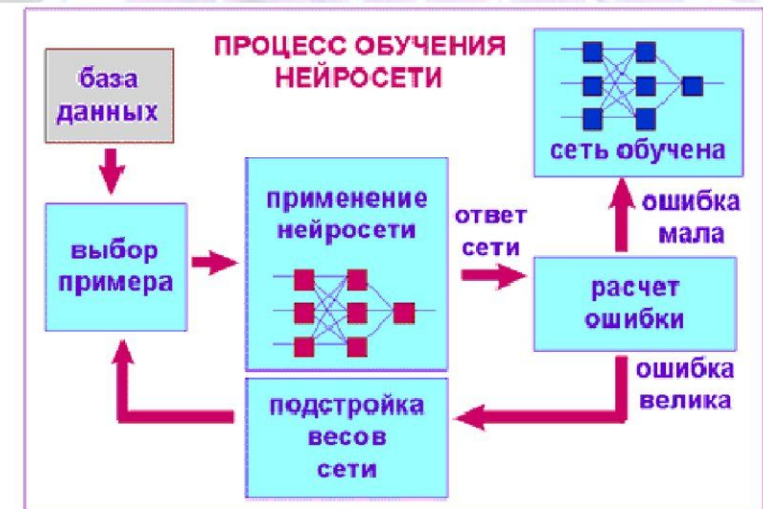 ПРОЦЕСС ОБУЧЕНИЯ
НЕЙРОСЕТИ
база
данных
выбор
примера
применение
нейросети
ответ
сети
расчет
ошибки
ошибка
мала
сеть обучена
ошибка
велика
подстройка
весов
сети